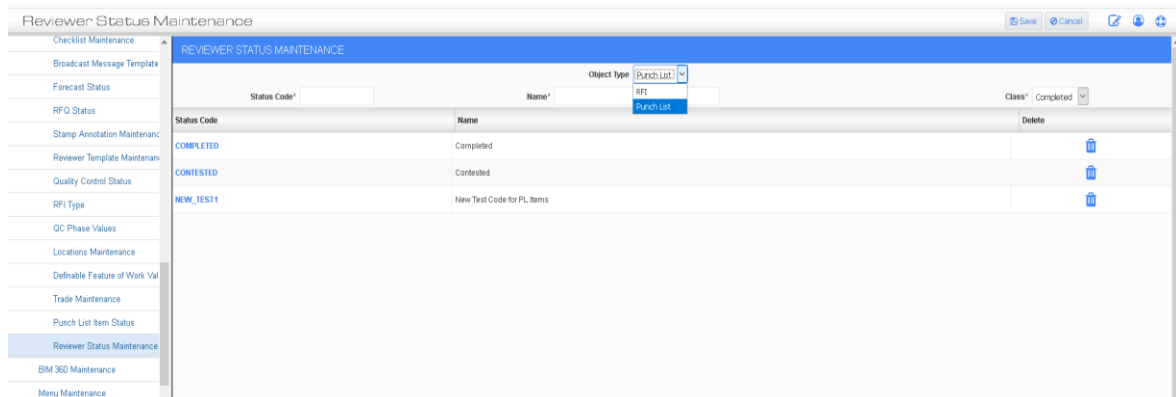 Reviewer Status Maintenance
Save Cancel
Checklist Maintenance
Broadcast Message Template
Forecast Status
RFQ Status
Stamp Annotation Maintenanc
Reviewer Template Maintenan
Quality Control Status
RFI Type
QC Phase Values
Locations Maintenance
Definable Feature of Work Val
Trade Maintenance
Punch List Item Status
Reviewer Status Maintenance
BIM 360 Maintenance
Menu Maintenance
REVIEWER STATUS MAINTENANCE
Object Type Punch List
RFI
Punch List
Status Code* Name* Class* Completed
Status Code Name Delete
COMPLETED Completed
CONTESTED Contested
NEW_TEST1 New Test Code for PL Items